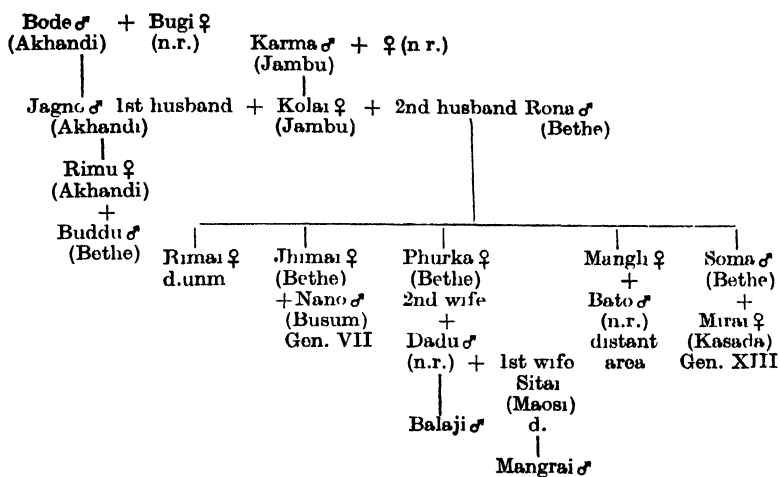 Bode ♂ + Bugi ♀
(Akhandi) (n.r.)
Karma ♂ + ♀ (n r.)
(Jambu)
Jagno ♂ 1st husband + Kolai ♀ + 2nd husband Rona ♂
(Akhandi) (Jambu) (Bethe)
Rimu ♀
(Akhandi)
+
Buddu ♂
(Bethe)
Rimai ♀
d.unm
Jhimai ♀
(Bethe)
+Nano ♂
(Busum)
Gen. VII
Phurka ♀
(Bethe)
2nd wife
+
Dadu ♂
(n.r.) + 1st wifo
Sitai
(Maosi)
d.
Balaji ♂
Mangrai ♂
Mangli ♀
+
Bato ♂
(n.r.)
distant
area
Soma ♂
(Bethe)
+
Mirai ♀
(Kasada)
Gen. XIII